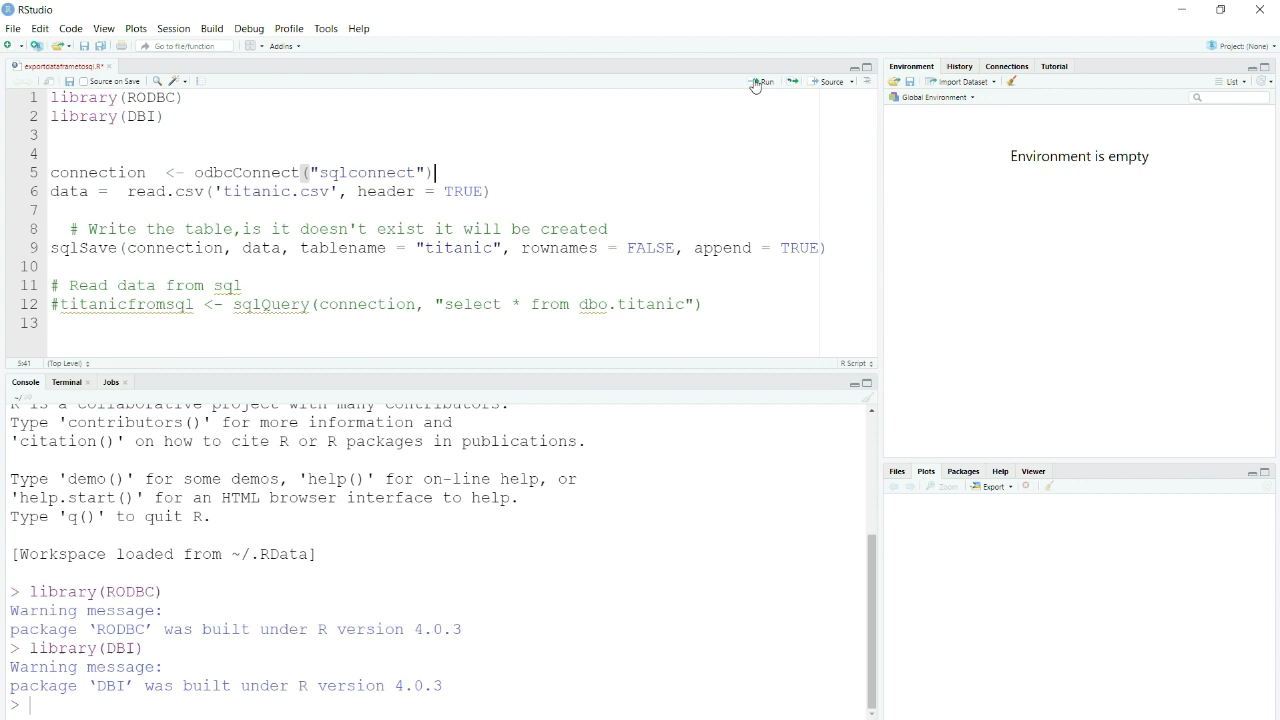 RStudio
File Edit Code View Plots Session Build Debug Profile Tools Help
Go to file/function Addins Project: (None)
exportdataframetosql.R*
Source on Save Run Source
1 library(RODBC)
2 library(DBI)
3
4
5 connection <- odbcConnect("sqlconnect")
6 data = read.csv('titanic.csv', header = TRUE)
7
8 # Write the table,is it doesn't exist it will be created
9 sqlSave(connection, data, tablename = "titanic", rownames = FALSE, append = TRUE)
10
11 # Read data from sql
12 #titanicfromsql <- sqlQuery(connection, "select * from dbo.titanic")
13
5:41 (Top Level) R Script
Console Terminal Jobs
~/
R is a collaborative project with many contributors.
Type 'contributors()' for more information and
'citation()' on how to cite R or R packages in publications.
Type 'demo()' for some demos, 'help()' for on-line help, or
'help.start()' for an HTML browser interface to help.
Type 'q()' to quit R.
[Workspace loaded from ~/.RData]
> library(RODBC)
Warning message:
package ‘RODBC’ was built under R version 4.0.3
> library(DBI)
Warning message:
package ‘DBI’ was built under R version 4.0.3
>
Environment History Connections Tutorial
Import Dataset List
Global Environment
Environment is empty
Files Plots Packages Help Viewer
Zoom Export